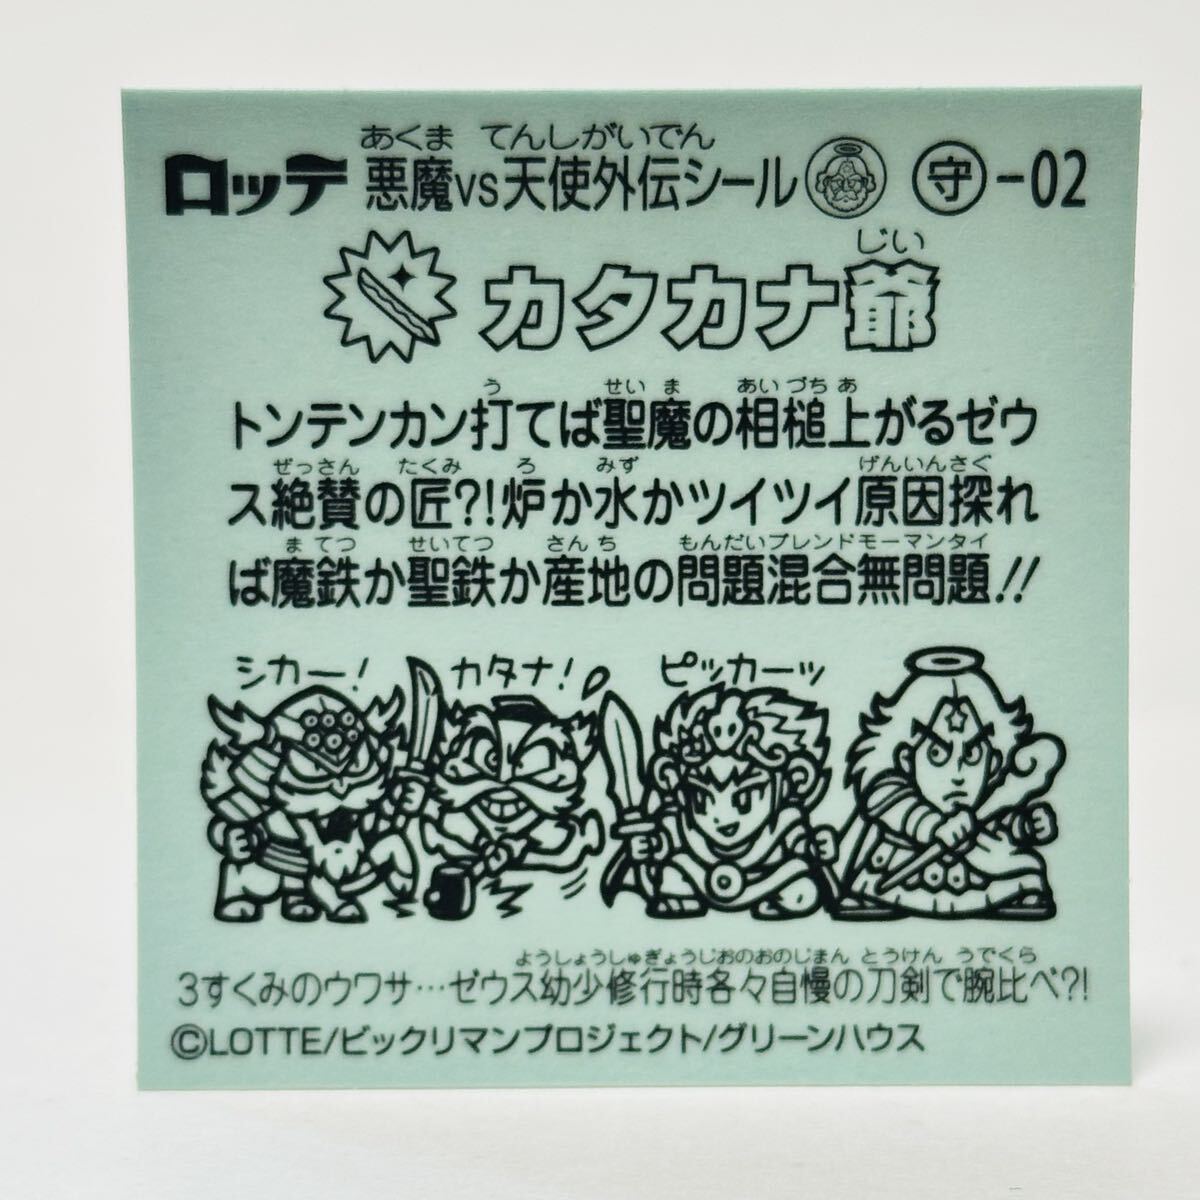 あくま てんしがいでん
ロッテ 悪魔vs天使外伝シール 守-02
じい
カタカナ爺
う せいま あいづちあ
トンテンカン打てば聖魔の相槌上がるゼウ
ぜっさん たくみ ろ みず げんいんさぐ
ス絶賛の匠?!炉か水かツイツイ原因探れ
まてつ せいてつ さんち もんだいブレンドモーマンタイ
ば魔鉄か聖鉄か産地の問題混合無問題!!
シカー! カタナ! ピッカーッ
ようしょうしゅぎょうじおのおのじまん とうけん うでくら
3すくみのウワサ…ゼウス幼少修行時各々自慢の刀剣で腕比べ?!
©LOTTE/ビックリマンプロジェクト/グリーンハウス